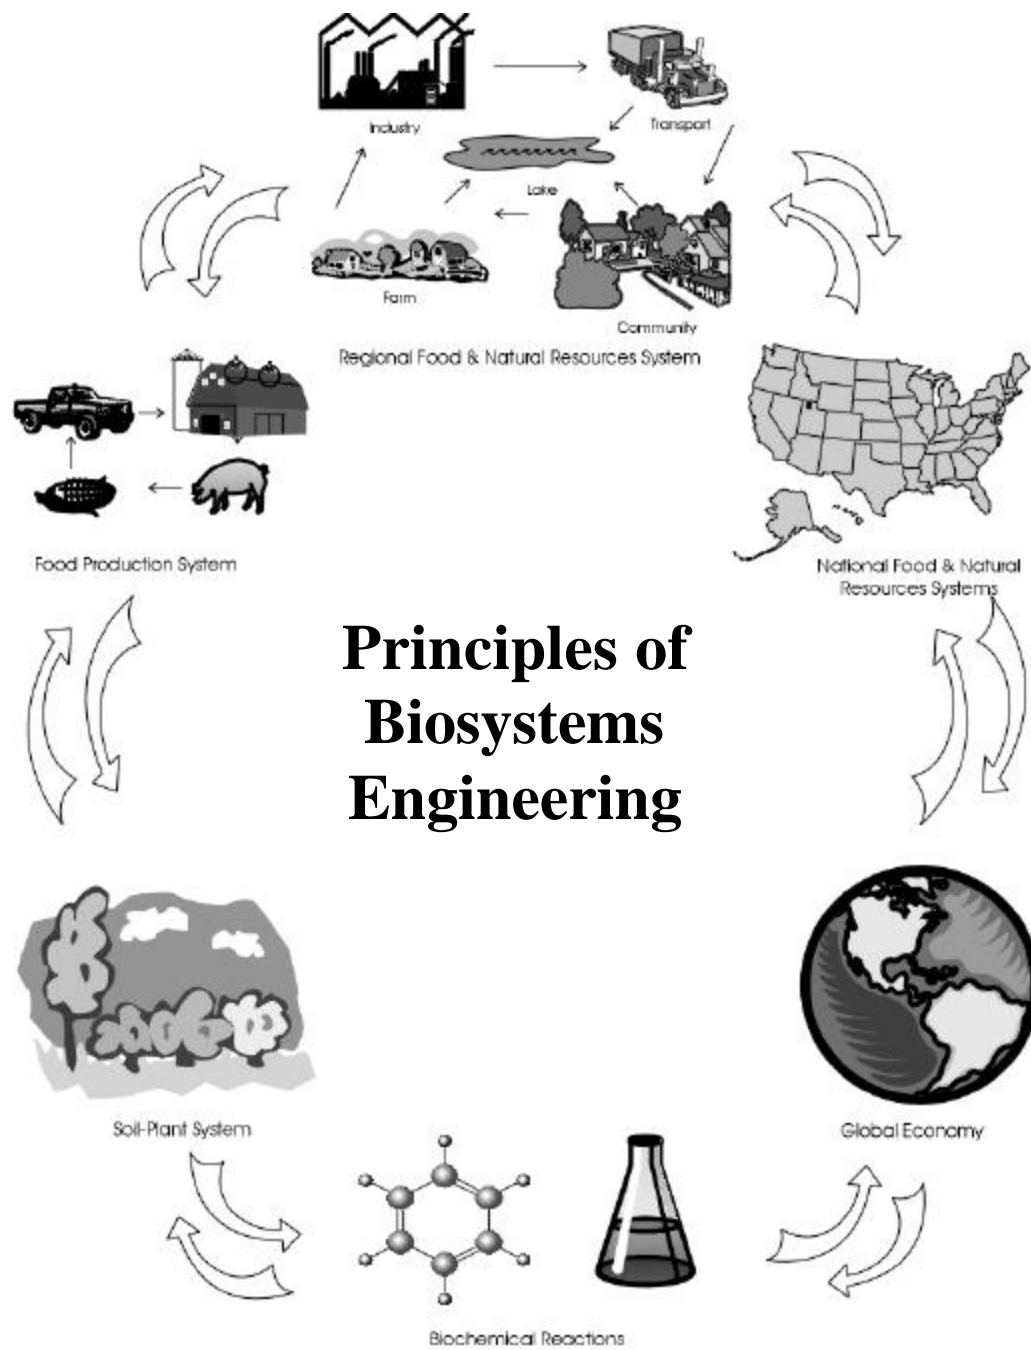 Industry
Transport
Lake
Farm
Community
Regional Food & Natural Resources System
Food Production System
National Food & Natural
Resources Systems
Principles of
Biosystems
Engineering
Soil-Plant System
Global Economy
Biochemical Reactions